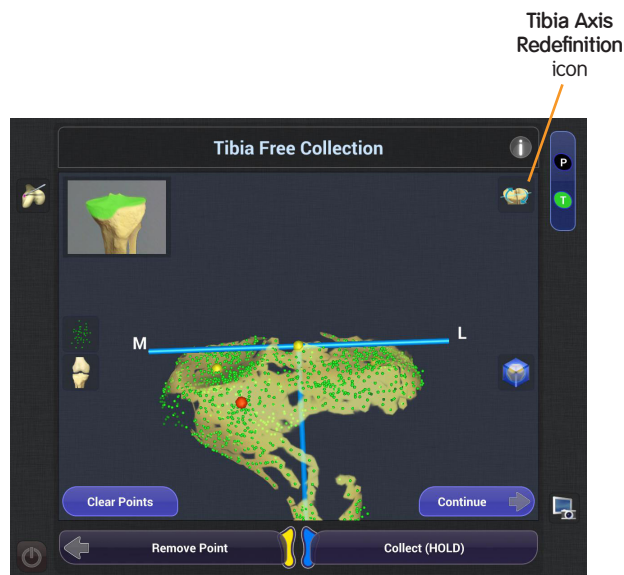 Tibia Axis
Redefinition
icon
Tibia Free Collection
i
P
T
M
L
Clear Points
Continue
Remove Point
Collect (HOLD)